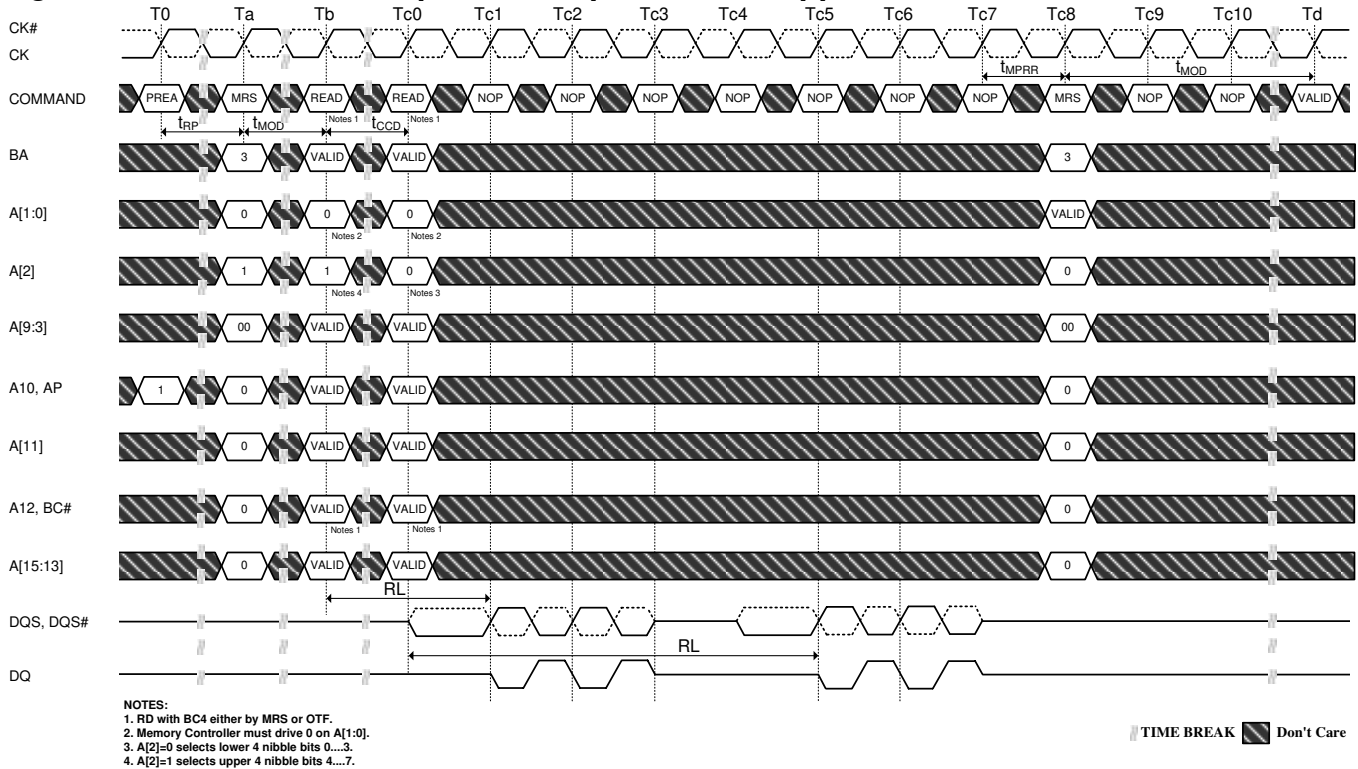 T0 Ta Tb Tc0 Tc1 Tc2 Tc3 Tc4 Tc5 Tc6 Tc7 Tc8 Tc9 Tc10 Td
CK#
CK
tMPRR tMOD
COMMAND PREA MRS READ READ NOP NOP NOP NOP NOP NOP NOP MRS NOP NOP VALID
Notes 1 Notes 1
tRP tMOD tCCD
BA 3 VALID VALID 3
A[1:0] 0 0 0 VALID
Notes 2 Notes 2
A[2] 1 1 0 0
Notes 4 Notes 3
A[9:3] 00 VALID VALID 00
A10, AP 1 0 VALID VALID 0
A[11] 0 VALID VALID 0
A12, BC# 0 VALID VALID 0
Notes 1 Notes 1
A[15:13] 0 VALID VALID 0
RL
DQS, DQS#
RL
DQ
NOTES:
1. RD with BC4 either by MRS or OTF.
2. Memory Controller must drive 0 on A[1:0].
3. A[2]=0 selects lower 4 nibble bits 0....3.
4. A[2]=1 selects upper 4 nibble bits 4....7.
TIME BREAK Don't Care